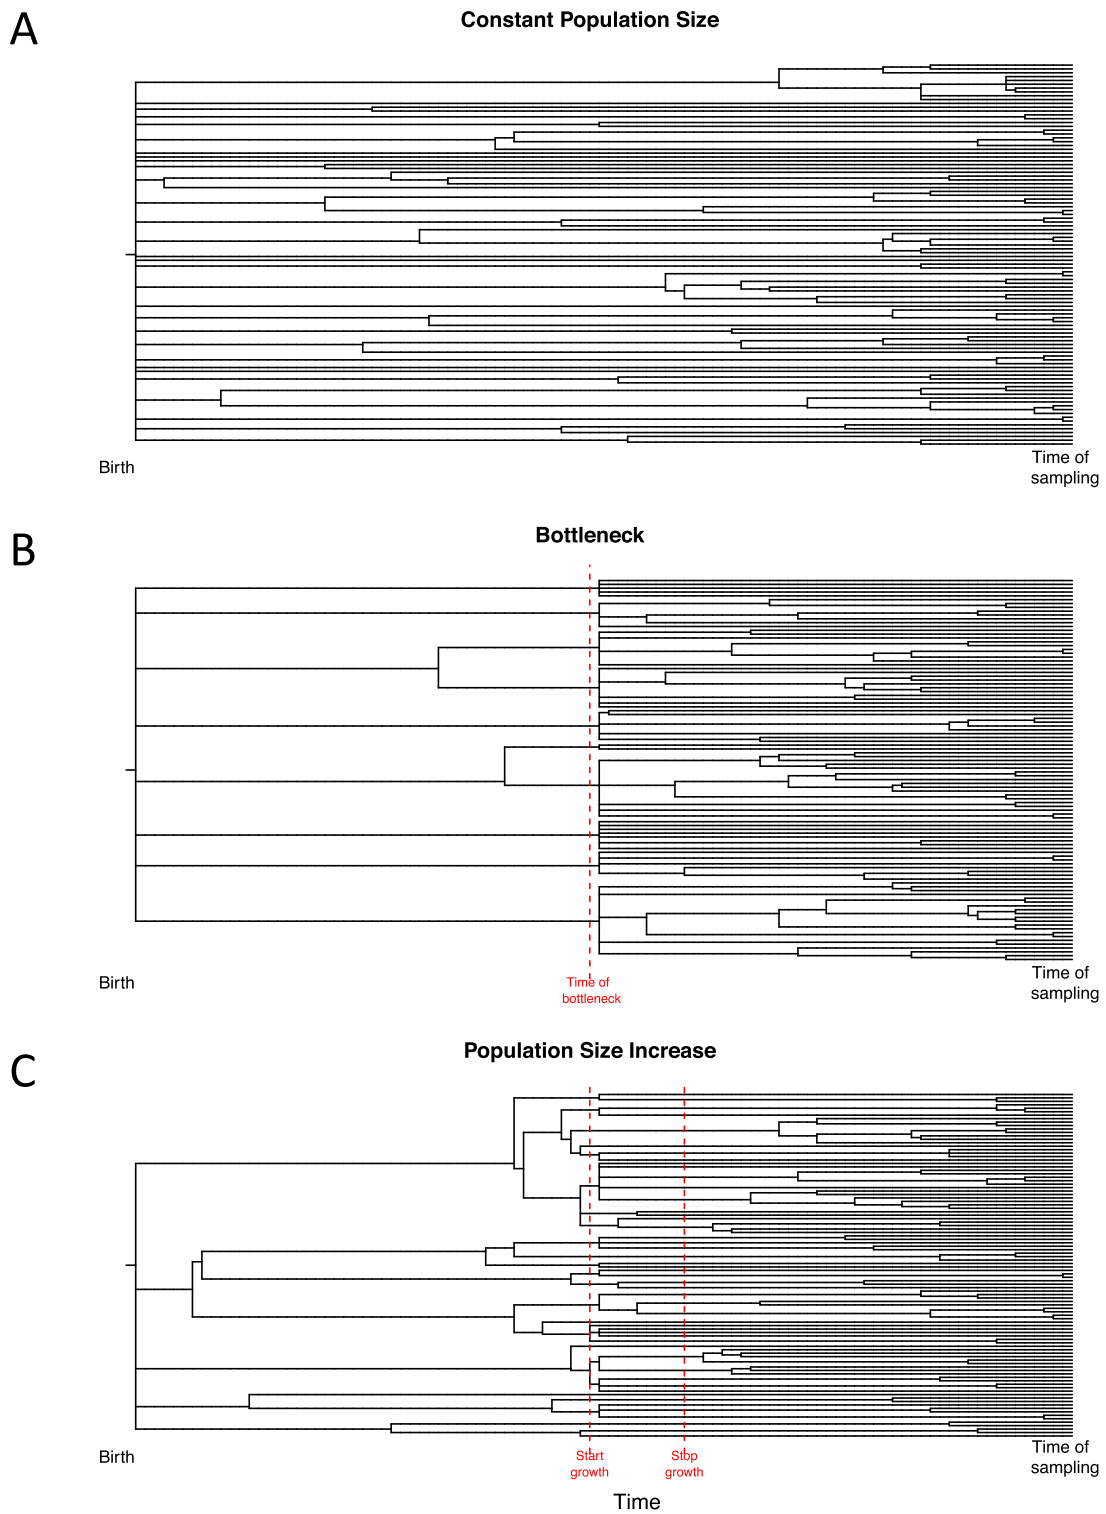 A
Constant Population Size
Birth
Time of
sampling
B
Bottleneck
Birth
Time of
bottleneck
Time of
sampling
C
Population Size Increase
Birth
Start
growth
Stop
growth
Time of
sampling
Time